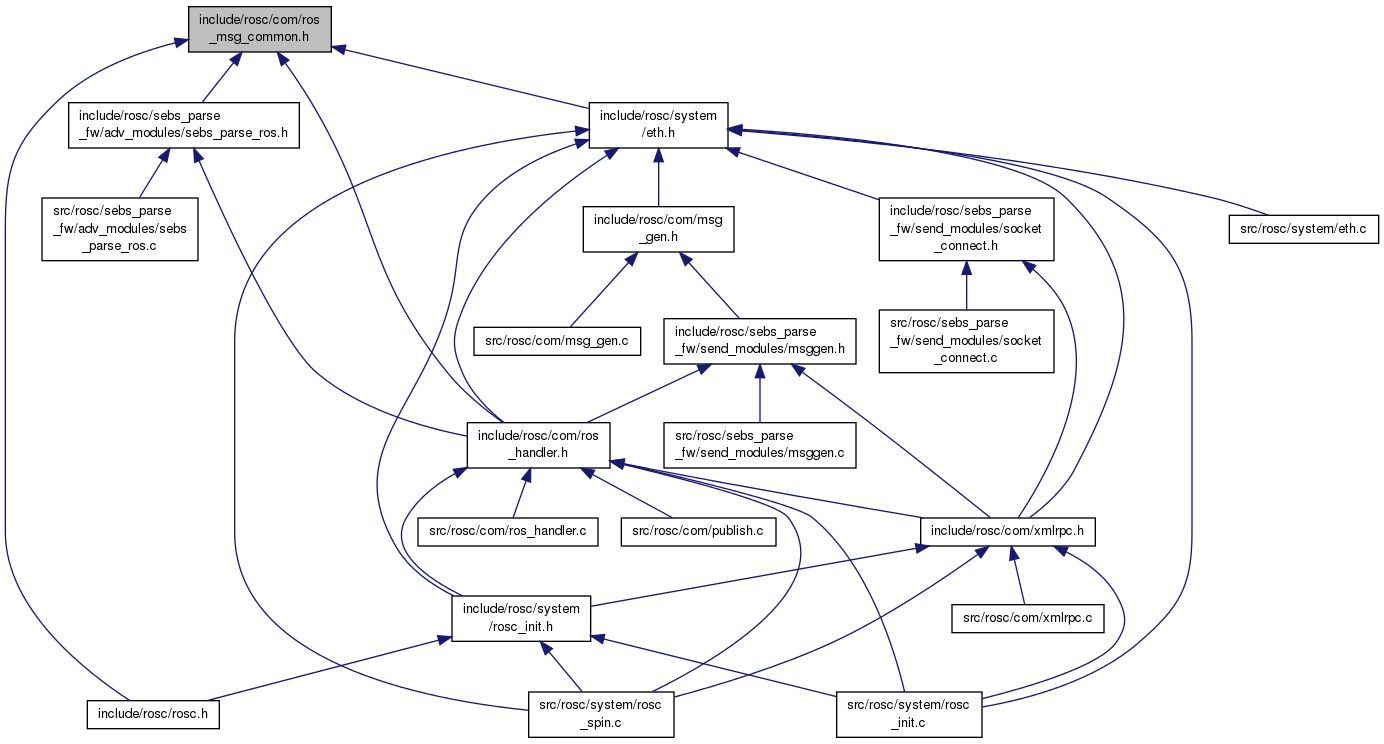 include/rosc/com/ros
_msg_common.h
include/rosc/sebs_parse
_fw/adv_modules/sebs_parse_ros.h
include/rosc/system
/eth.h
src/rosc/sebs_parse
_fw/adv_modules/sebs
_parse_ros.c
include/rosc/com/msg
_gen.h
include/rosc/sebs_parse
_fw/send_modules/socket
_connect.h
src/rosc/system/eth.c
src/rosc/com/msg_gen.c
include/rosc/sebs_parse
_fw/send_modules/msggen.h
src/rosc/sebs_parse
_fw/send_modules/socket
_connect.c
include/rosc/com/ros
_handler.h
src/rosc/sebs_parse
_fw/send_modules/msggen.c
src/rosc/com/ros_handler.c
src/rosc/com/publish.c
include/rosc/com/xmlrpc.h
include/rosc/system
/rosc_init.h
src/rosc/com/xmlrpc.c
include/rosc/rosc.h
src/rosc/system/rosc
_spin.c
src/rosc/system/rosc
_init.c